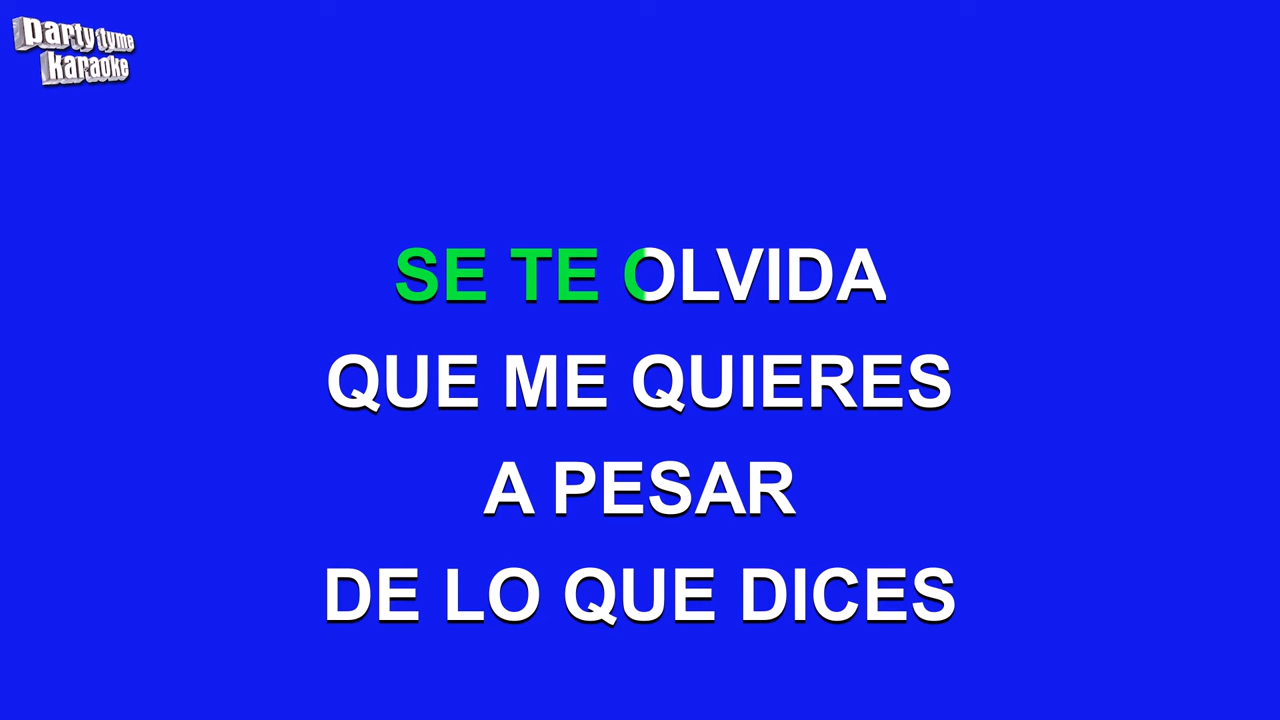 party tyme
karaoke
SE TE OLVIDA
QUE ME QUIERES
A PESAR
DE LO QUE DICES